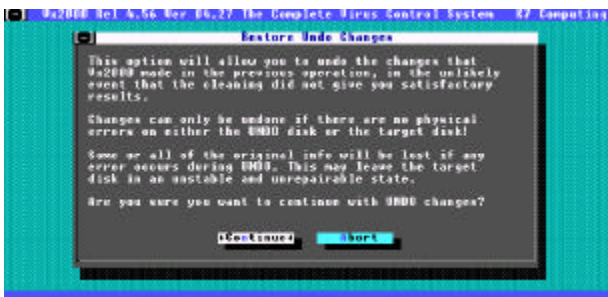 Vx2000 Rel 4.56 Ver 04.27 The Complete Virus Control System K7 Computing
Restore Undo Changes
This option will allow you to undo the changes that
Vx2000 made in the previous operation, in the unlikely
event that the cleaning did not give you satisfactory
results.
Changes can only be undone if there are no physical
errors on either the UNDO disk or the target disk!
Some or all of the original info will be lost if any
error occurs during UNDO. This may leave the target
disk in an unstable and unrepairable state.
Are you sure you want to continue with UNDO changes?
Continue Abort